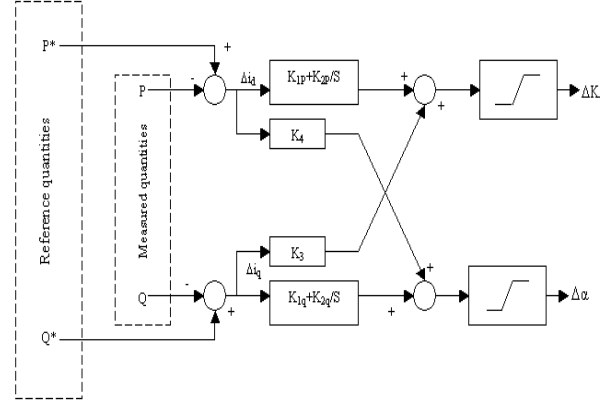 P*
+
-
P
Δid
K1p+K2p/S
+
+
ΔK
K4
Reference quantities
Measured quantities
K3
Δiq
+
Q
-
+
K1q+K2q/S
+
Δα
Q*